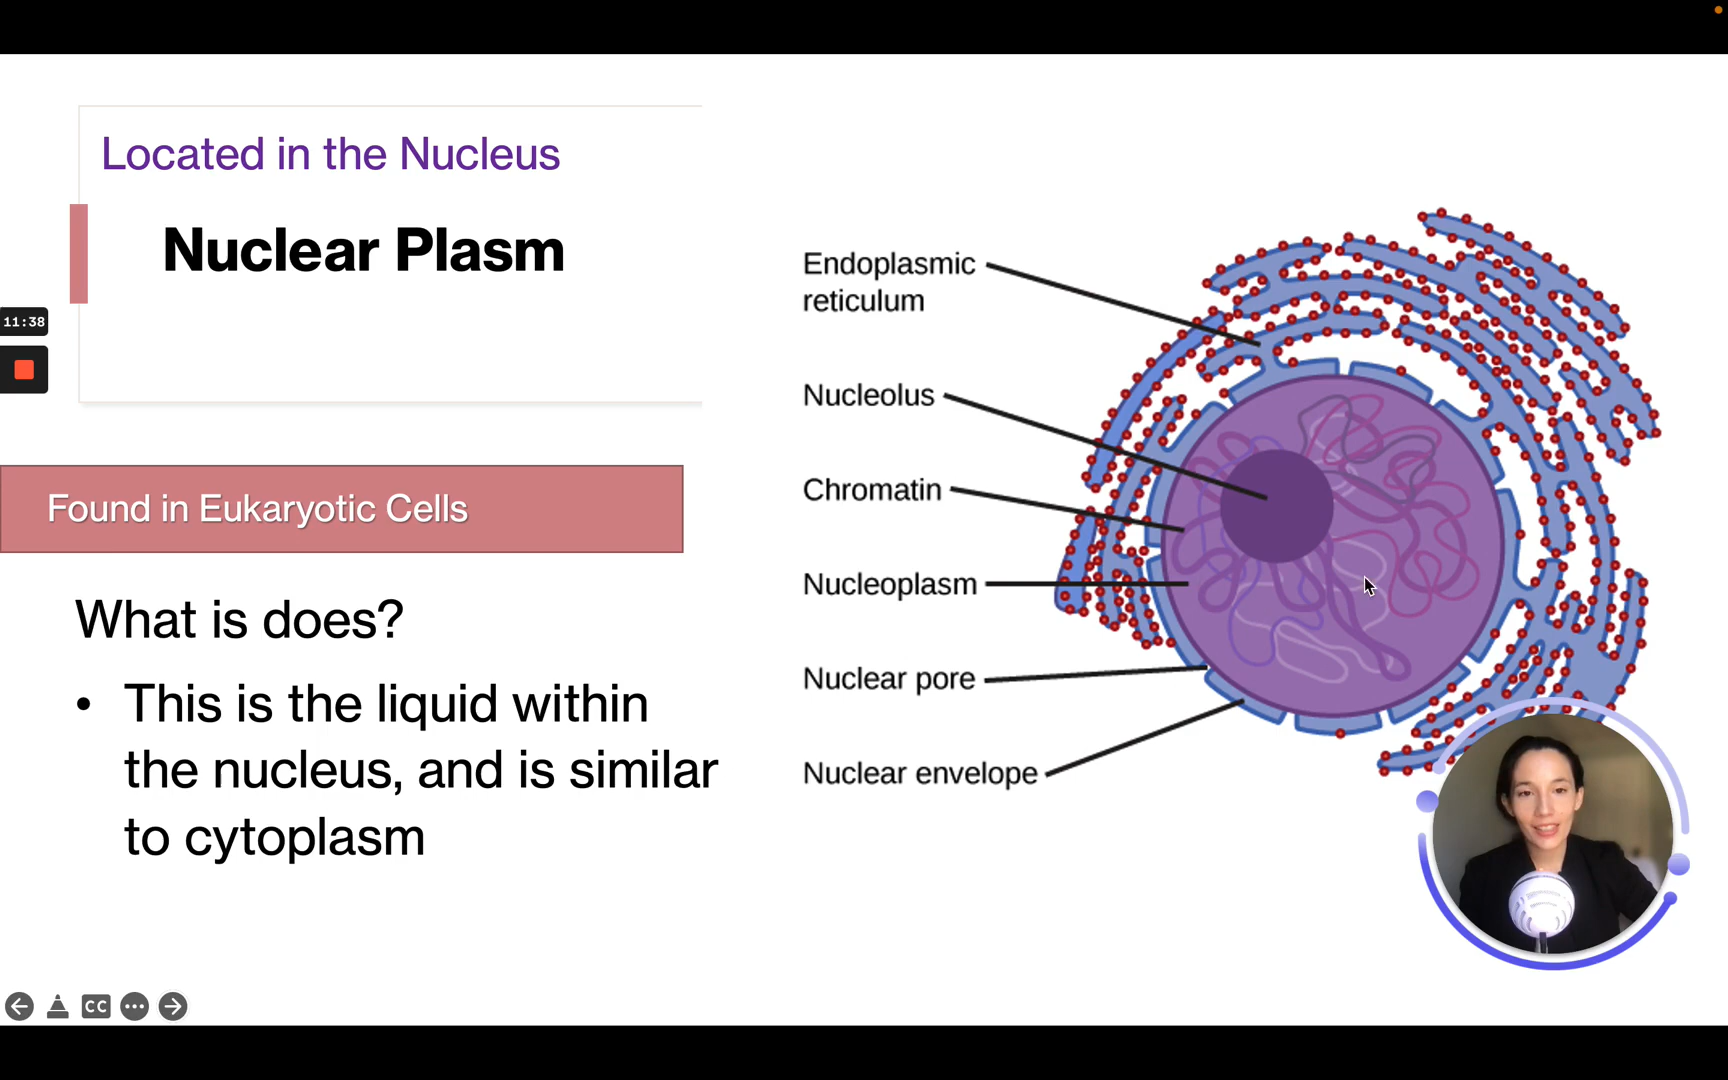 Located in the Nucleus
Nuclear Plasm
11:38
Found in Eukaryotic Cells
What is does?
• This is the liquid within
the nucleus, and is similar
to cytoplasm
Endoplasmic
reticulum
Nucleolus
Chromatin
Nucleoplasm
Nuclear pore
Nuclear envelope
CC